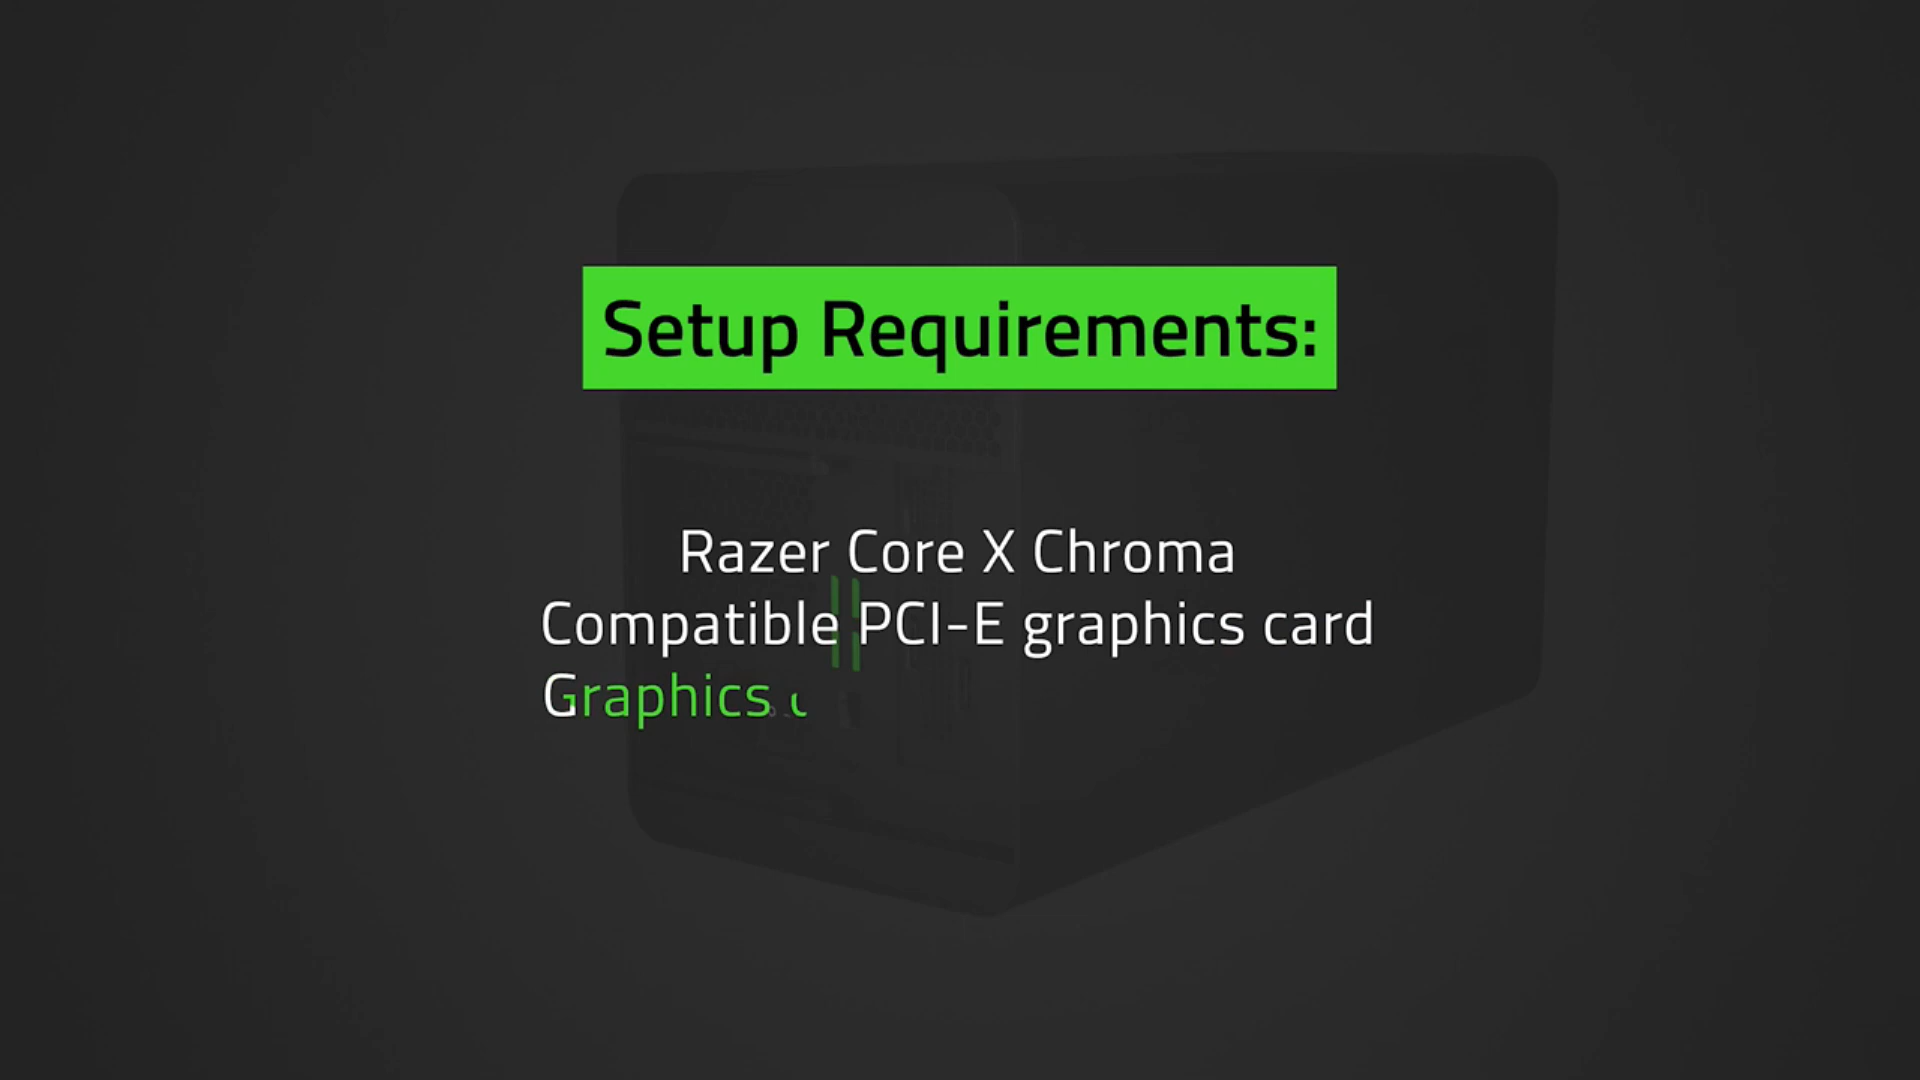 Setup Requirements:
Razer Core X Chroma
Compatible PCI-E graphics card
Graphics